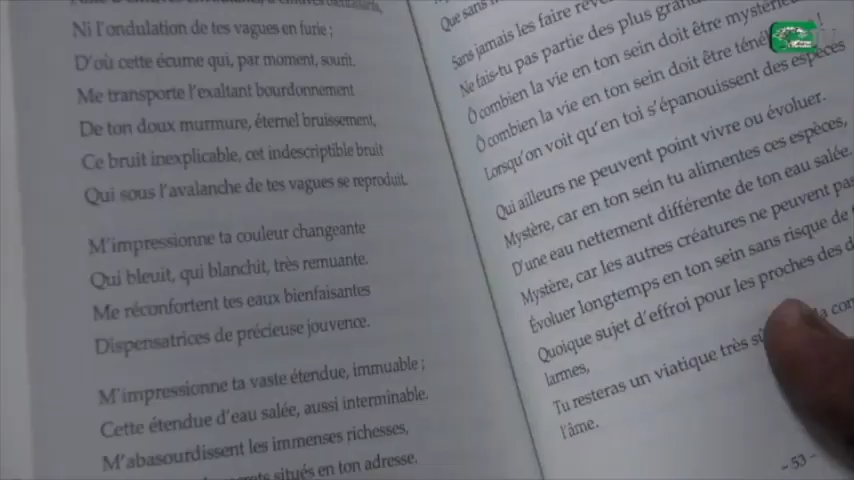 Ni l'ondulation de tes vagues en furie ;
D'où cette écume qui, par moment, sourit.
Me transporte l'exaltant bourdonnement
De ton doux murmure, éternel bruissement,
Ce bruit inexplicable, cet indescriptible bruit
Qui sous l'avalanche de tes vagues se reproduit.
M'impressionne ta couleur changeante
Qui bleuit, qui blanchit, très remuante.
Me réconfortent tes eaux bienfaisantes
Dispensatrices de précieuse jouvence.
M'impressionne ta vaste étendue, immuable ;
Cette étendue d'eau salée, aussi interminable.
M'abasourdissent les immenses richesses,
situés en ton adresse.
Que sans
Sans jamais les faire
Ne fais-tu pas partie des plus
Ô combien la vie en ton sein doit être
Ô combien la vie en ton sein doit être !
Lorsqu'on voit qu'en toi s'épanouissent des espèces
Qui ailleurs ne peuvent point vivre ou évoluer.
Mystère, car en ton sein tu alimentes ces espèces,
D'une eau nettement différente de ton eau salée.
Mystère, car les autres créatures ne peuvent pas
Évoluer longtemps en ton sein sans risque de
Quoique sujet d'effroi pour les proches des
larmes,
Tu resteras un viatique très la
l'âme.
~ 53 ~